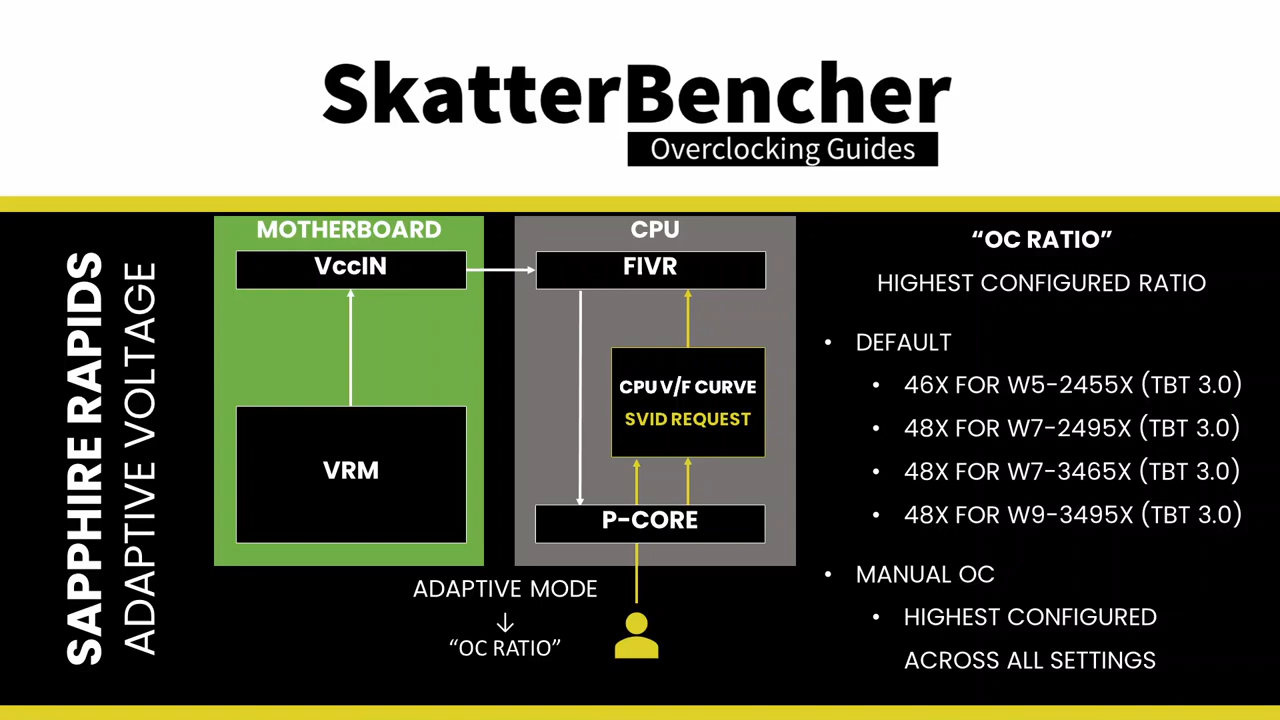 SkatterBencher
Overclocking Guides
SAPPHIRE RAPIDS
ADAPTIVE VOLTAGE
MOTHERBOARD
VccIN
VRM
CPU
FIVR
CPU V/F CURVE
SVID REQUEST
P-CORE
ADAPTIVE MODE
↓
“OC RATIO”
“OC RATIO”
HIGHEST CONFIGURED RATIO
• DEFAULT
• 46X FOR W5-2455X (TBT 3.0)
• 48X FOR W7-2495X (TBT 3.0)
• 48X FOR W7-3465X (TBT 3.0)
• 48X FOR W9-3495X (TBT 3.0)
• MANUAL OC
• HIGHEST CONFIGURED
ACROSS ALL SETTINGS